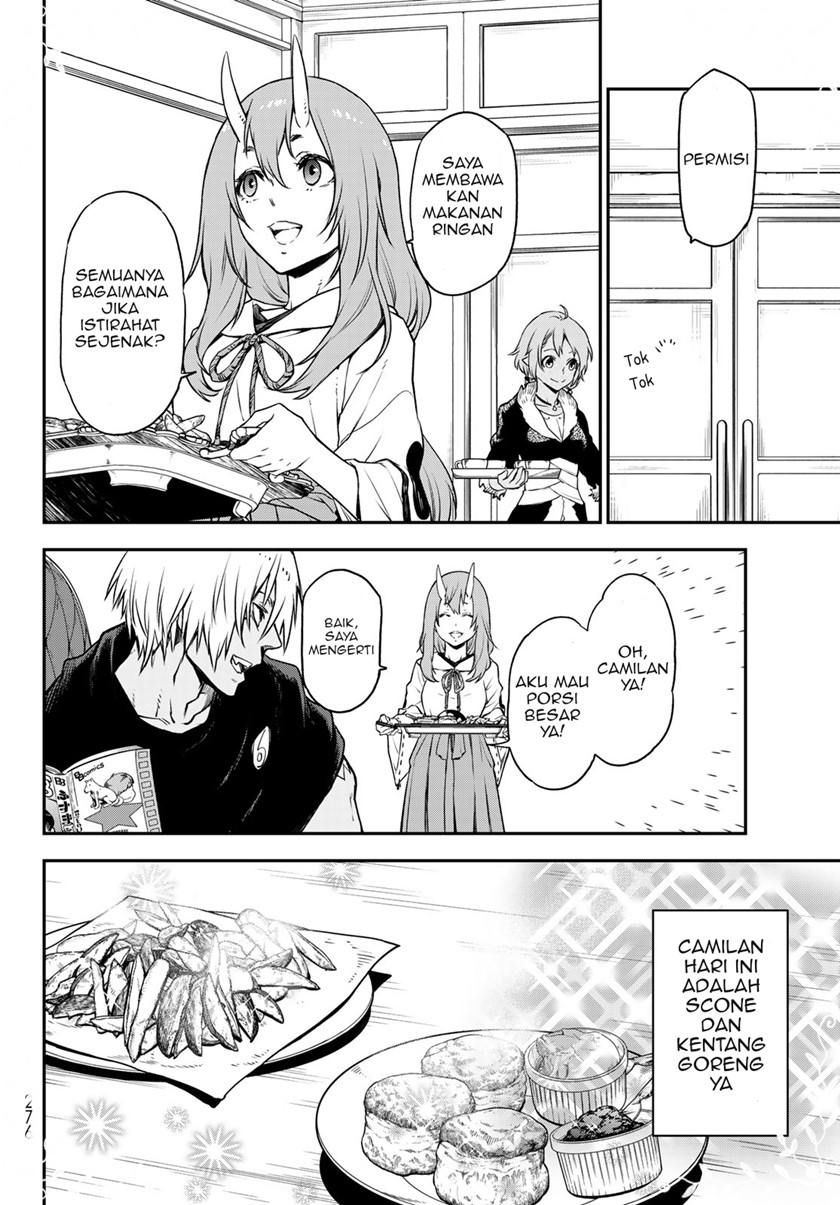 PERMISI
Tok
Tok
SAYA
MEMBAWA
KAN
MAKANAN
RINGAN
SEMUANYA
BAGAIMANA
JIKA
ISTIRAHAT
SEJENAK?
OH,
CAMILAN
YA!
AKU MAU
PORSI
BESAR
YA!
BAIK,
SAYA
MENGERTI
comics
CAMILAN
HARI INI
ADALAH
SCONE
DAN
KENTANG
GORENG
YA
276